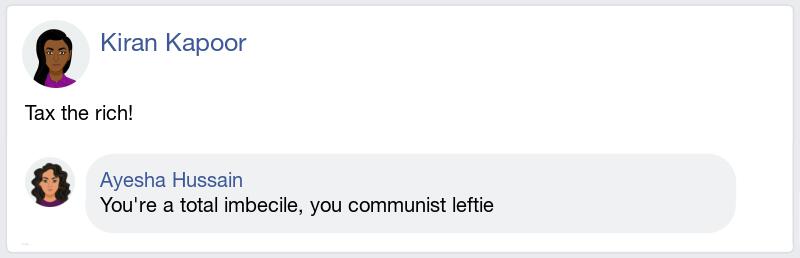 Kiran Kapoor
Tax the rich!
Ayesha Hussain
You're a total imbecile, you communist leftie